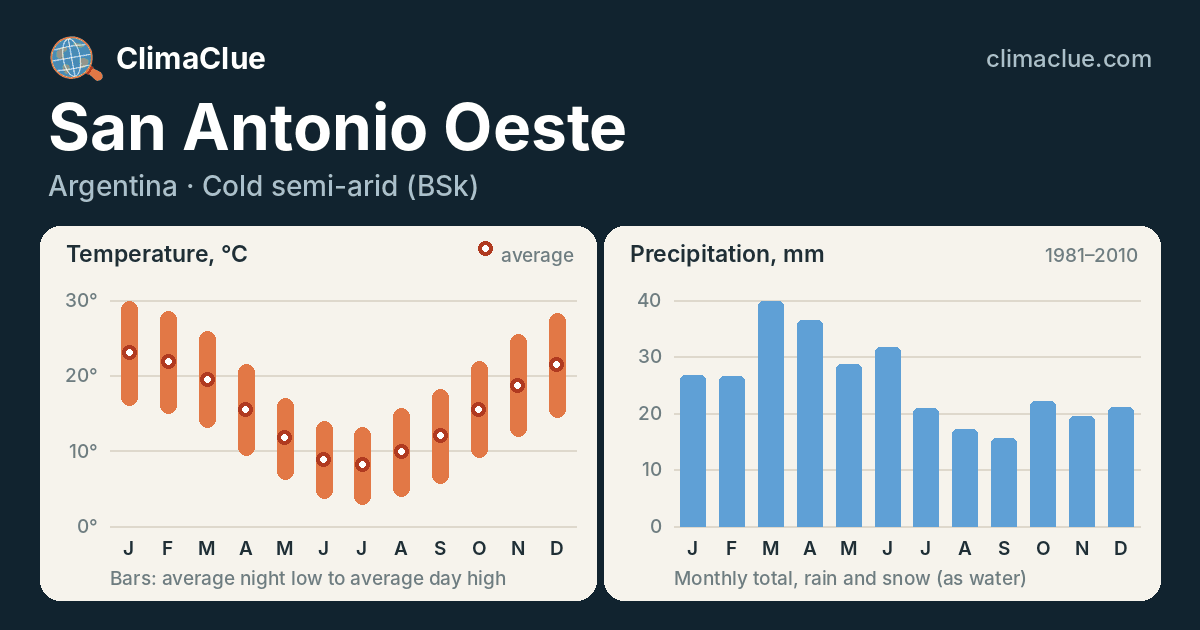 ClimaClue
climaclue.com
San Antonio Oeste
Argentina · Cold semi-arid (BSk)
Temperature, °C
average
30°
20°
10°
0°
J F M A M J J A S O N D
Bars: average night low to average day high
Precipitation, mm
1981–2010
40
30
20
10
0
J F M A M J J A S O N D
Monthly total, rain and snow (as water)